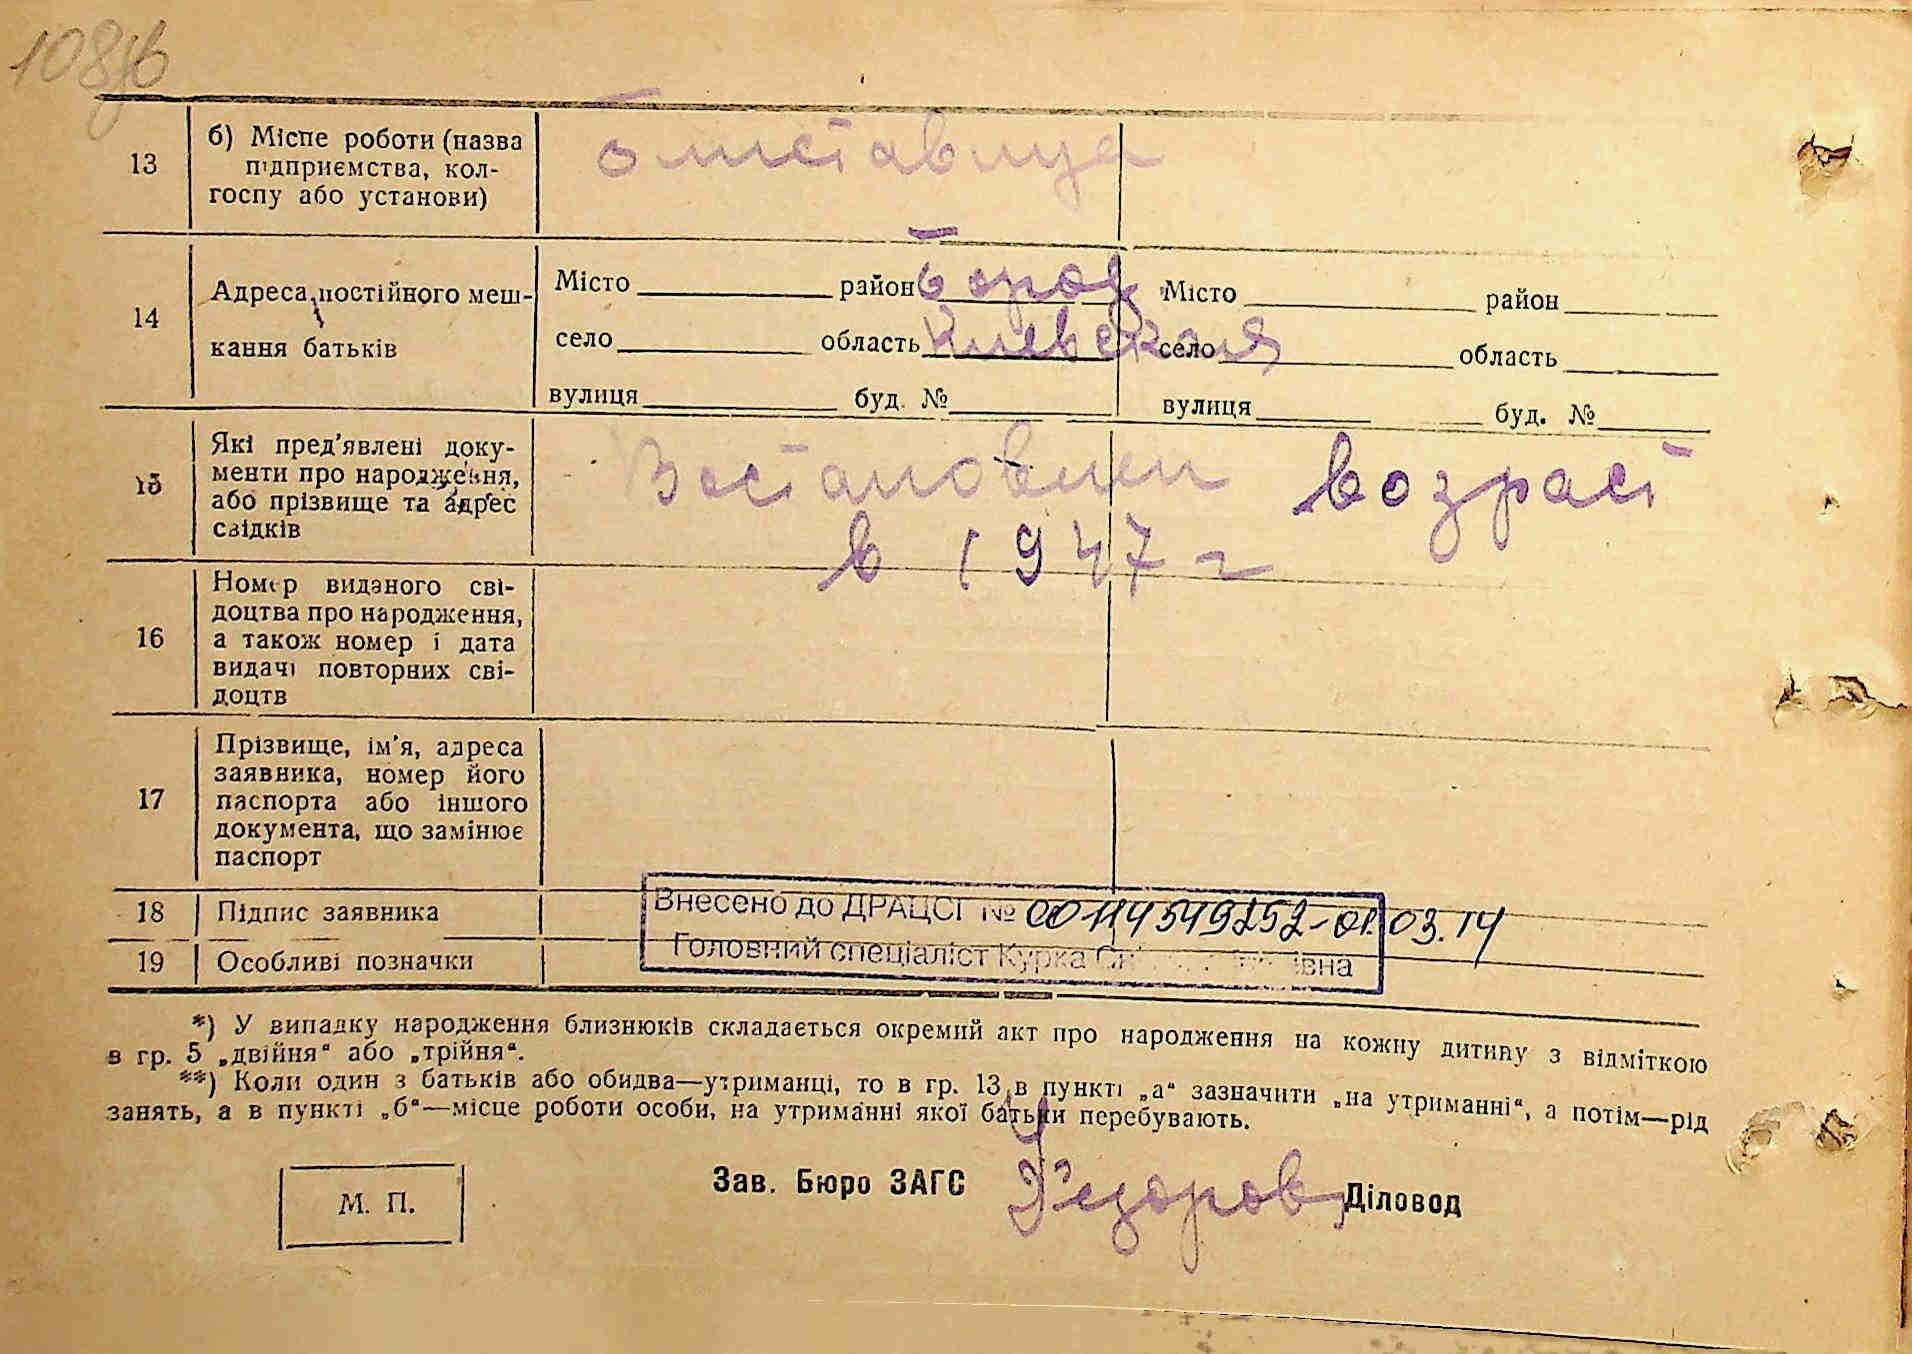 108зв
13
б) Місце роботи (назва
підприємства, кол-
госпу або установи)
14
Адреса постійного меш-
кання батьків
Місто район Бород. Місто район
село область Киевская село область
вулиця буд. № вулиця буд. №
15
Які пред'явлені доку-
менти про народження,
або прізвище та адрес
свідків
Востановлен возраст
в 1947 г
16
Номер виданого сві-
доцтва про народження,
а також номер і дата
видачі повторних сві-
доцтв
17
Прізвище, ім'я, адреса
заявника, номер його
паспорта або іншого
документа, що замінює
паспорт
18 Підпис заявника
Внесено до ДРАЦСГ № 00114549252-01.03.14
19 Особливі позначки
Головний спеціаліст Курка
*) У випадку народження близнюків складається окремий акт про народження на кожну дитину з відміткою
в гр. 5 „двійня“ або „трійня“.
**) Коли один з батьків або обидва—утриманці, то в гр. 13 в пункті „а“ зазначити „на утриманні“, а потім—рід
занять, а в пункті „б“—місце роботи особи, на утриманні якої батьки перебувають.
М. П.
Зав. Бюро ЗАГС Федоров Діловод